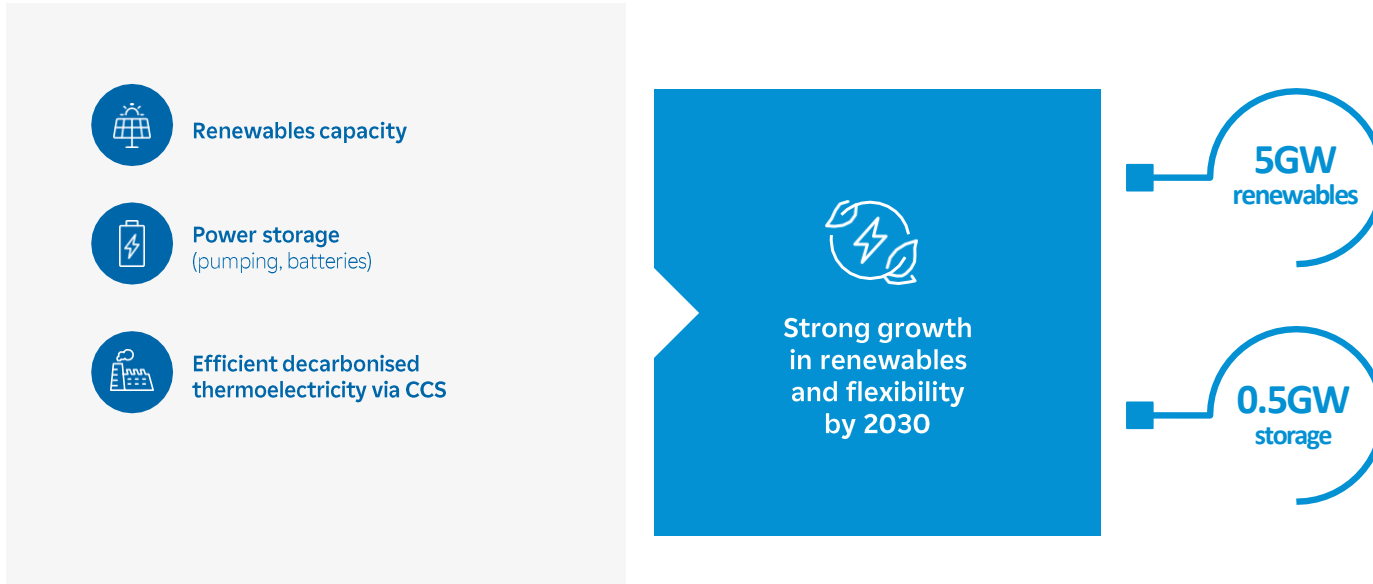 Renewables capacity
Power storage
(pumping, batteries)
Efficient decarbonised
thermoelectricity via CCS
Strong growth
in renewables
and flexibility
by 2030
5GW
renewables
0.5GW
storage